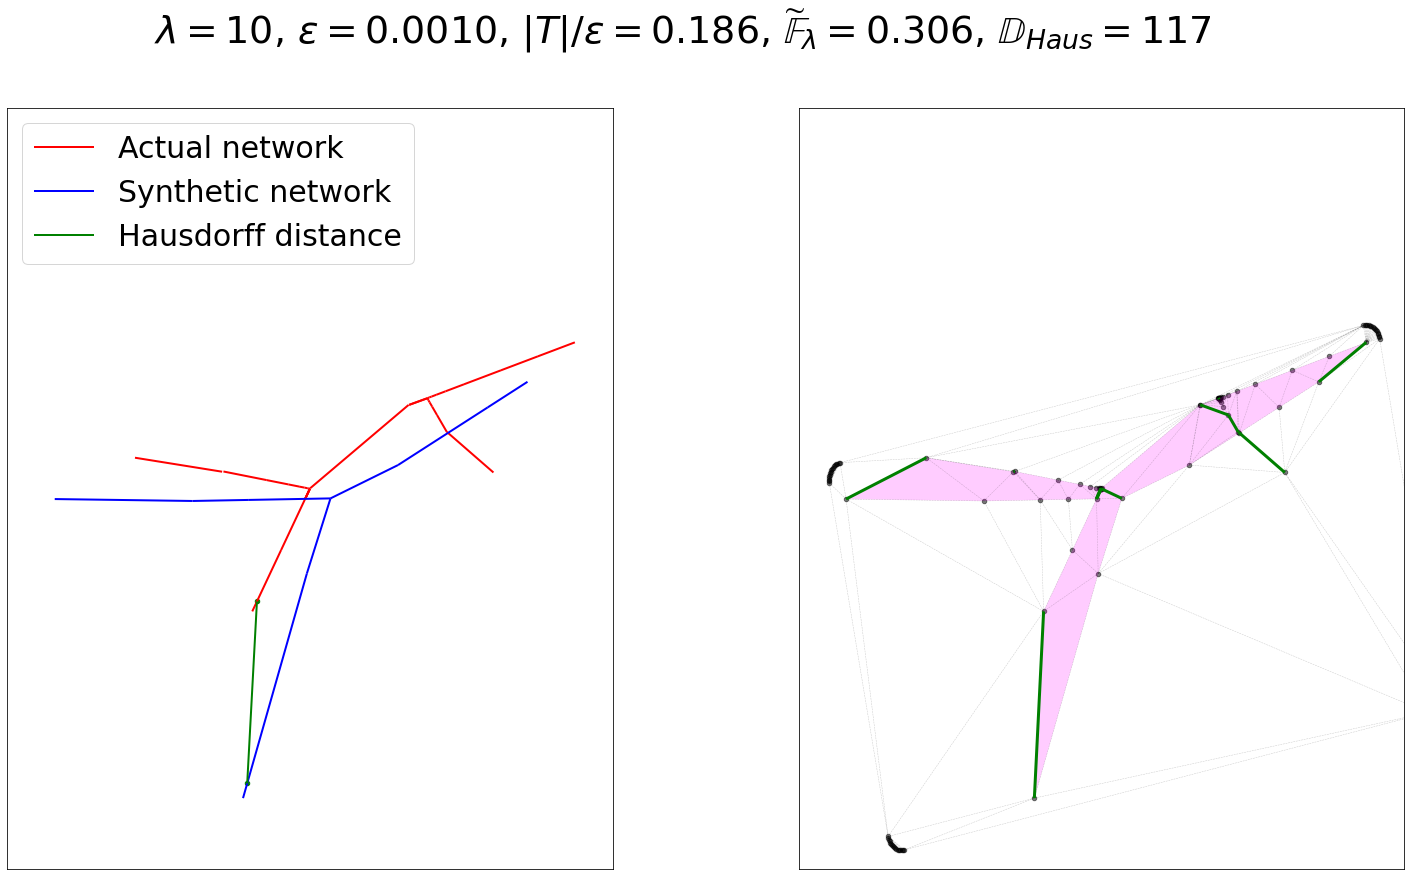 λ = 10, ε = 0.0010, |T|/ε = 0.186, 𝔽̃_λ = 0.306, 𝔻_Haus = 117
Actual network
Synthetic network
Hausdorff distance